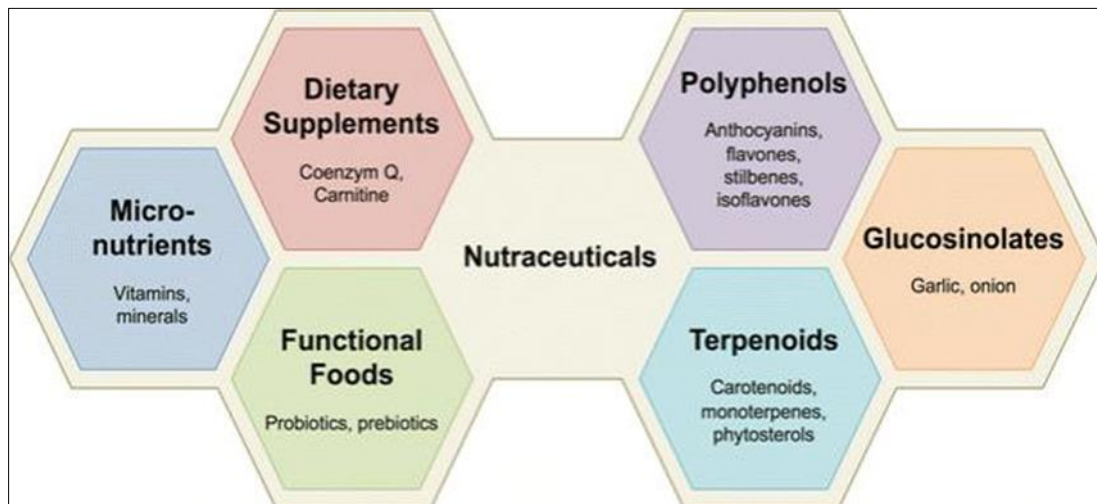 Dietary
Supplements
Coenzym Q,
Carnitine
Polyphenols
Anthocyanins,
flavones,
stilbenes,
isoflavones
Micro-
nutrients
Vitamins,
minerals
Nutraceuticals
Glucosinolates
Garlic, onion
Functional
Foods
Probiotics, prebiotics
Terpenoids
Carotenoids,
monoterpenes,
phytosterols